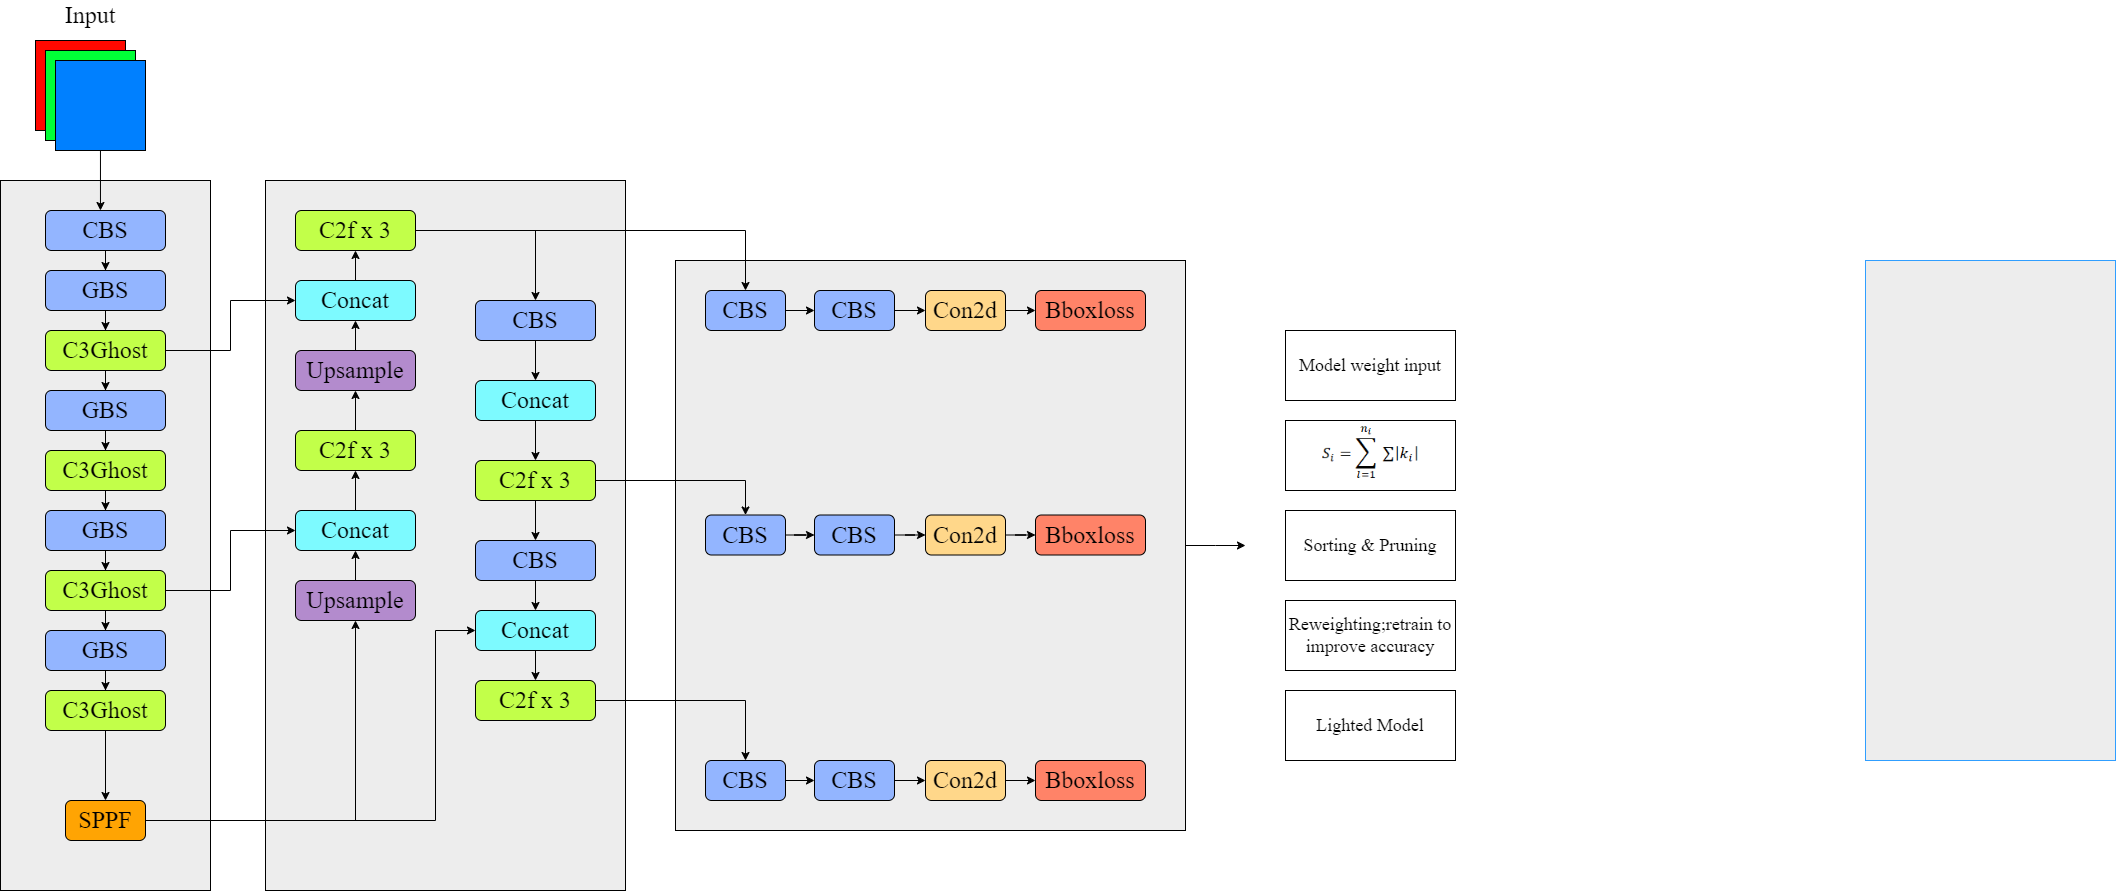 Input
CBS
GBS
C3Ghost
GBS
C3Ghost
GBS
C3Ghost
GBS
C3Ghost
SPPF
C2f x 3
Concat
Upsample
C2f x 3
Concat
Upsample
CBS
Concat
C2f x 3
CBS
Concat
C2f x 3
CBS CBS Con2d Bboxloss
CBS CBS Con2d Bboxloss
CBS CBS Con2d Bboxloss
Model weight input
S_i = \sum_{l=1}^{n_i} \sum |k_i|
Sorting & Pruning
Reweighting;retrain to
improve accuracy
Lighted Model